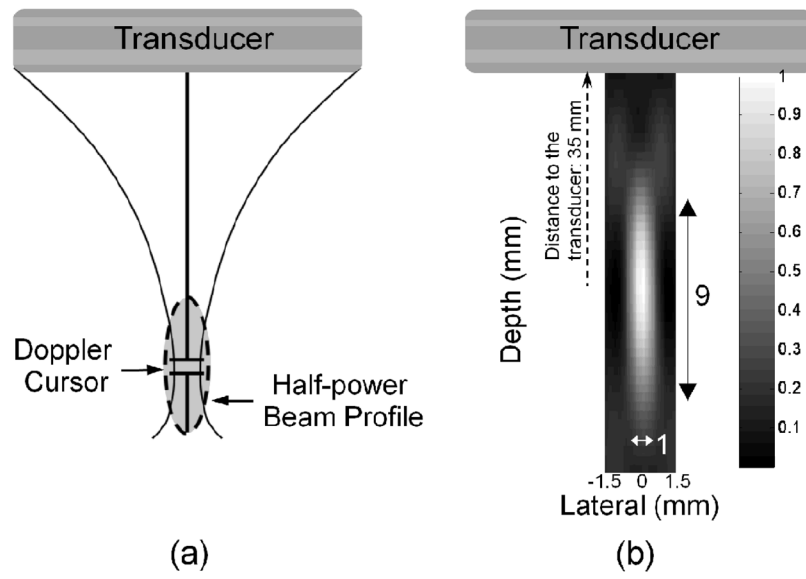 Transducer
Doppler
Cursor
Half-power
Beam Profile
(a)
Transducer
Distance to the
transducer: 35 mm
Depth (mm)
9
1
-1.5 0 1.5
Lateral (mm)
1
0.9
0.8
0.7
0.6
0.5
0.4
0.3
0.2
0.1
(b)